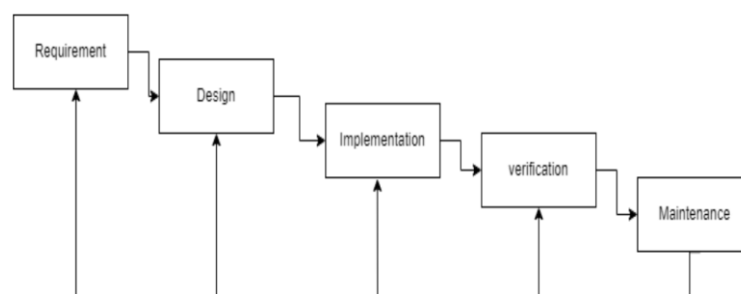 Requirement
Design
Implementation
verification
Maintenance